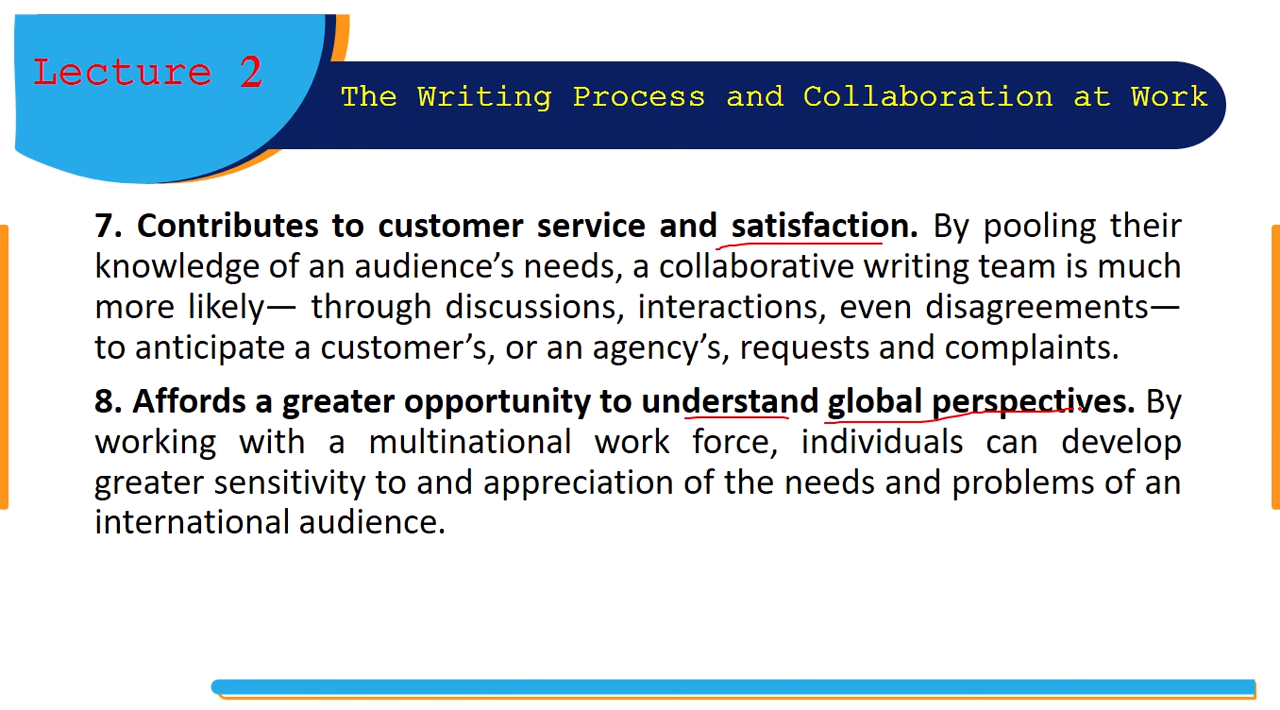 Lecture 2
The Writing Process and Collaboration at Work
7. Contributes to customer service and satisfaction. By pooling their
knowledge of an audience’s needs, a collaborative writing team is much
more likely— through discussions, interactions, even disagreements—
to anticipate a customer’s, or an agency’s, requests and complaints.
8. Affords a greater opportunity to understand global perspectives. By
working with a multinational work force, individuals can develop
greater sensitivity to and appreciation of the needs and problems of an
international audience.